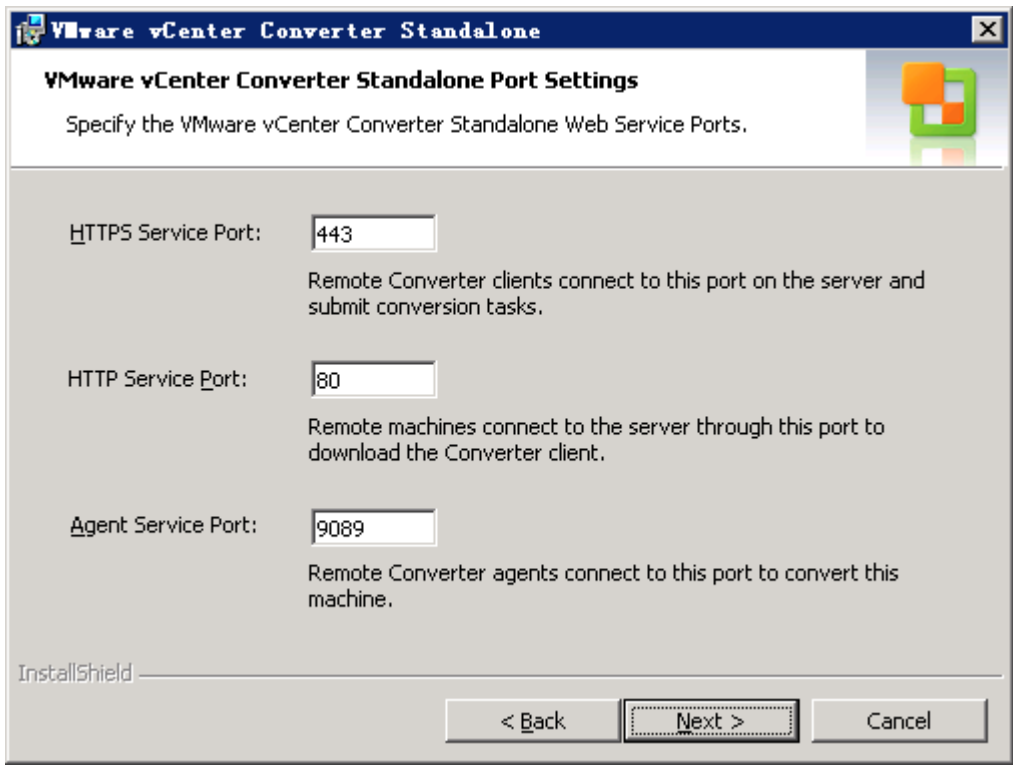 VMware vCenter Converter Standalone
VMware vCenter Converter Standalone Port Settings
Specify the VMware vCenter Converter Standalone Web Service Ports.
HTTPS Service Port: 443
Remote Converter clients connect to this port on the server and
submit conversion tasks.
HTTP Service Port: 80
Remote machines connect to the server through this port to
download the Converter client.
Agent Service Port: 9089
Remote Converter agents connect to this port to convert this
machine.
InstallShield
< Back Next > Cancel